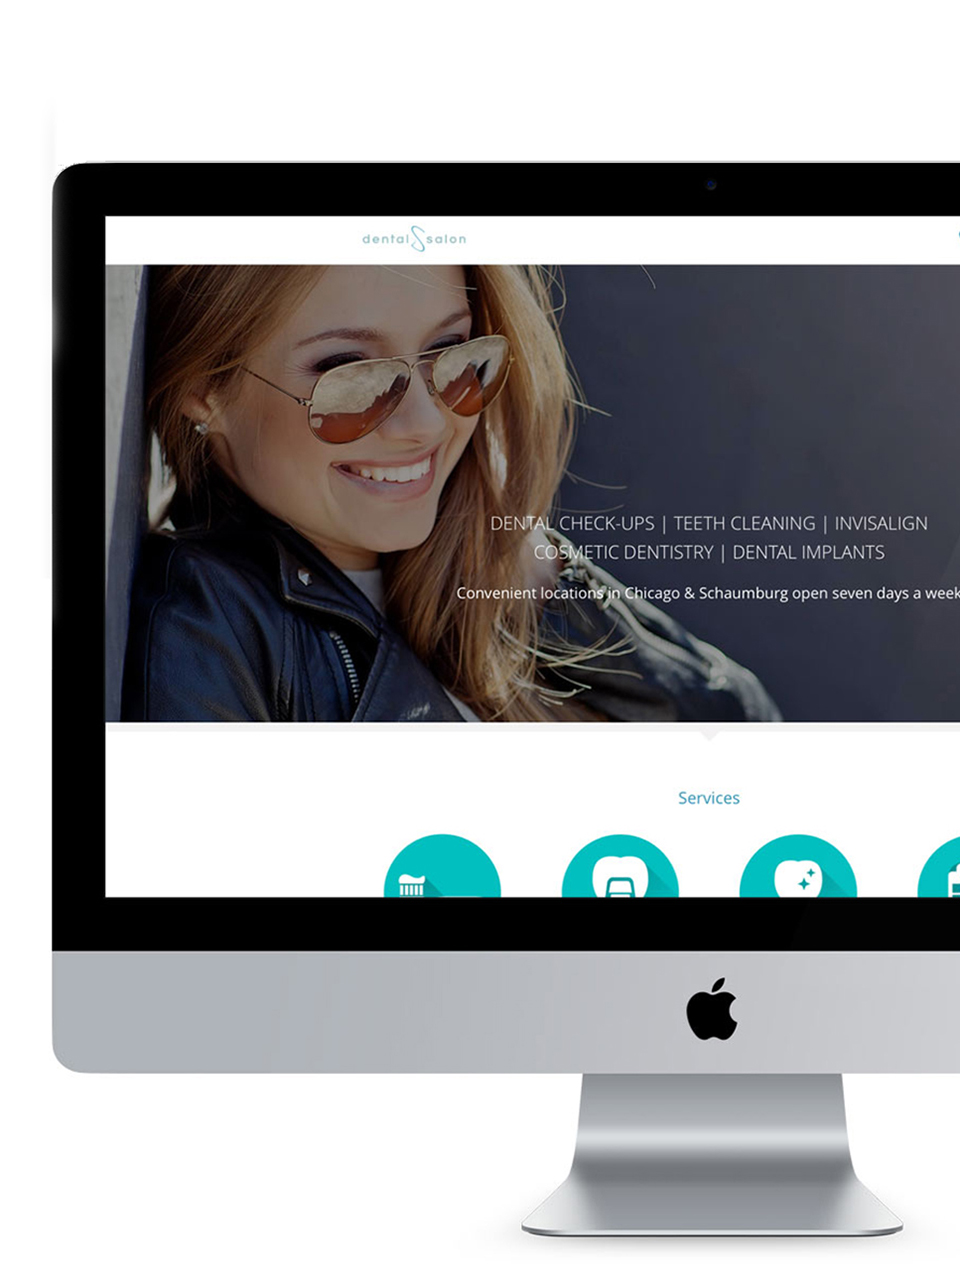 dental salon
DENTAL CHECK-UPS | TEETH CLEANING | INVISALIGN
COSMETIC DENTISTRY | DENTAL IMPLANTS
Convenient locations in Chicago & Schaumburg open seven days a week
Services